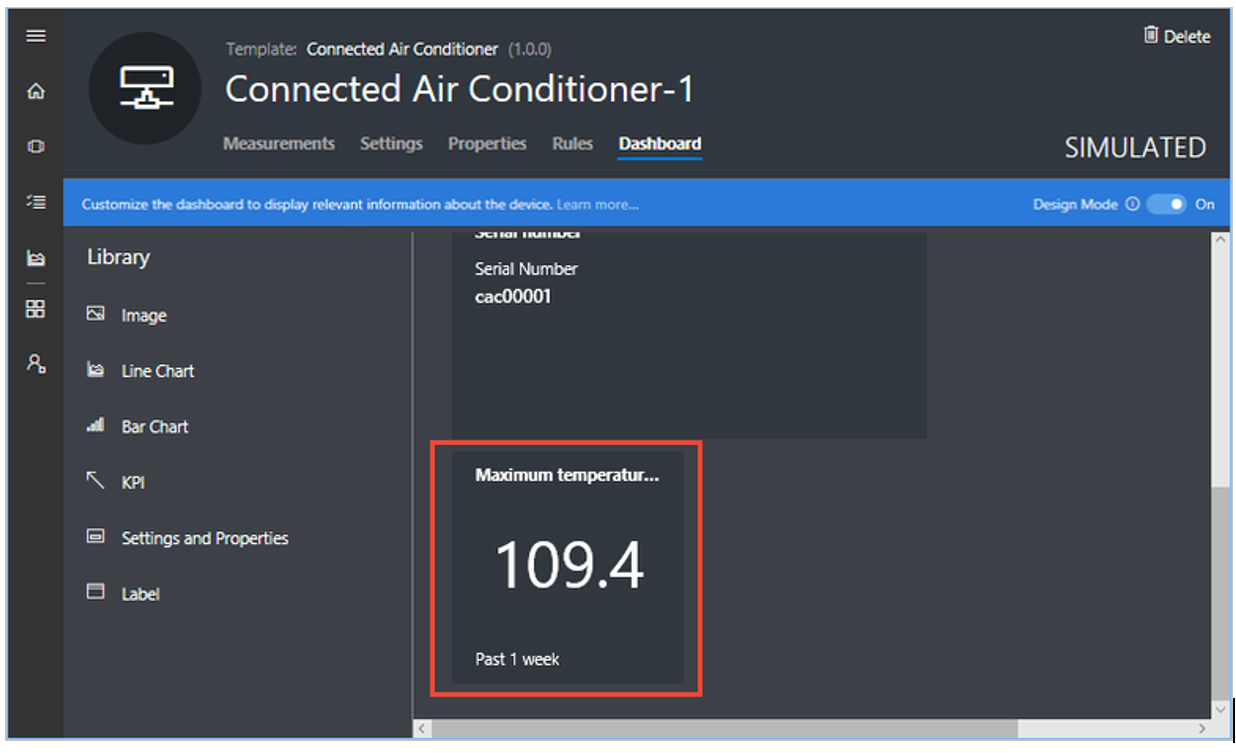 Delete
Template: Connected Air Conditioner (1.0.0)
Connected Air Conditioner-1
Measurements Settings Properties Rules Dashboard
SIMULATED
Customize the dashboard to display relevant information about the device. Learn more...
Design Mode On
Library
Image
Line Chart
Bar Chart
KPI
Settings and Properties
Label
Serial number
Serial Number
cac00001
Maximum temperatur...
109.4
Past 1 week